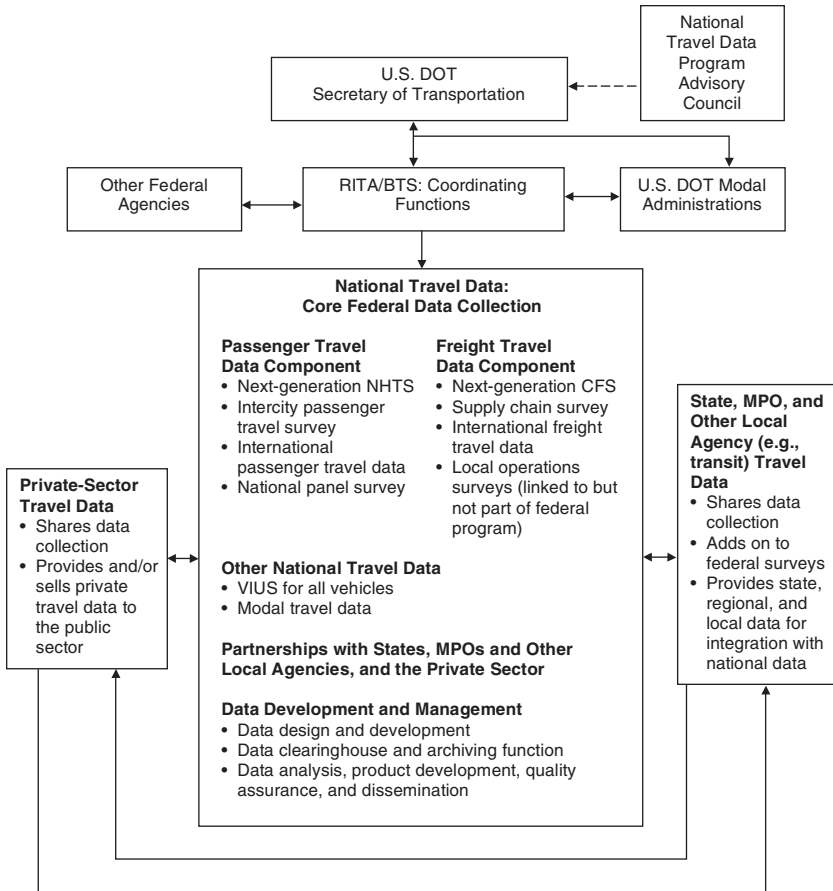 National
Travel Data
Program
Advisory
Council
U.S. DOT
Secretary of Transportation
Other Federal
Agencies
RITA/BTS: Coordinating
Functions
U.S. DOT Modal
Administrations
National Travel Data:
Core Federal Data Collection
Passenger Travel
Data Component
• Next-generation NHTS
• Intercity passenger
travel survey
• International
passenger travel data
• National panel survey
Freight Travel
Data Component
• Next-generation CFS
• Supply chain survey
• International freight
travel data
• Local operations
surveys (linked to but
not part of federal
program)
Other National Travel Data
• VIUS for all vehicles
• Modal travel data
Partnerships with States, MPOs and Other
Local Agencies, and the Private Sector
Data Development and Management
• Data design and development
• Data clearinghouse and archiving function
• Data analysis, product development, quality
assurance, and dissemination
Private-Sector
Travel Data
• Shares data
collection
• Provides and/or
sells private
travel data to
the public
sector
State, MPO, and
Other Local
Agency (e.g.,
transit) Travel
Data
• Shares data
collection
• Adds on to
federal surveys
• Provides state,
regional, and
local data for
integration with
national data